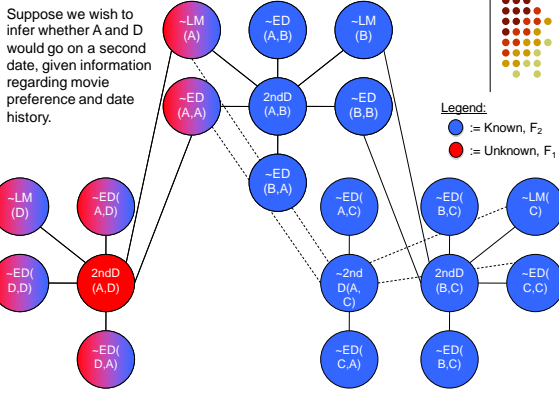 Suppose we wish to
infer whether A and D
would go on a second
date, given information
regarding movie
preference and date
history.
~LM
(A)
~ED
(A,B)
~LM
(B)
~ED
(A,A)
2ndD
(A,B)
~ED
(B,B)
~ED
(B,A)
Legend:
:= Known, F2
:= Unknown, F1
~LM
(D)
~ED(
A,D)
~ED(
D,D)
2ndD
(A,D)
~ED(
D,A)
~ED(
A,C)
~2nd
D(A,
C)
~ED(
C,A)
~ED(
B,C)
~LM(
C)
2ndD
(B,C)
~ED(
C,C)
~ED(
B,C)